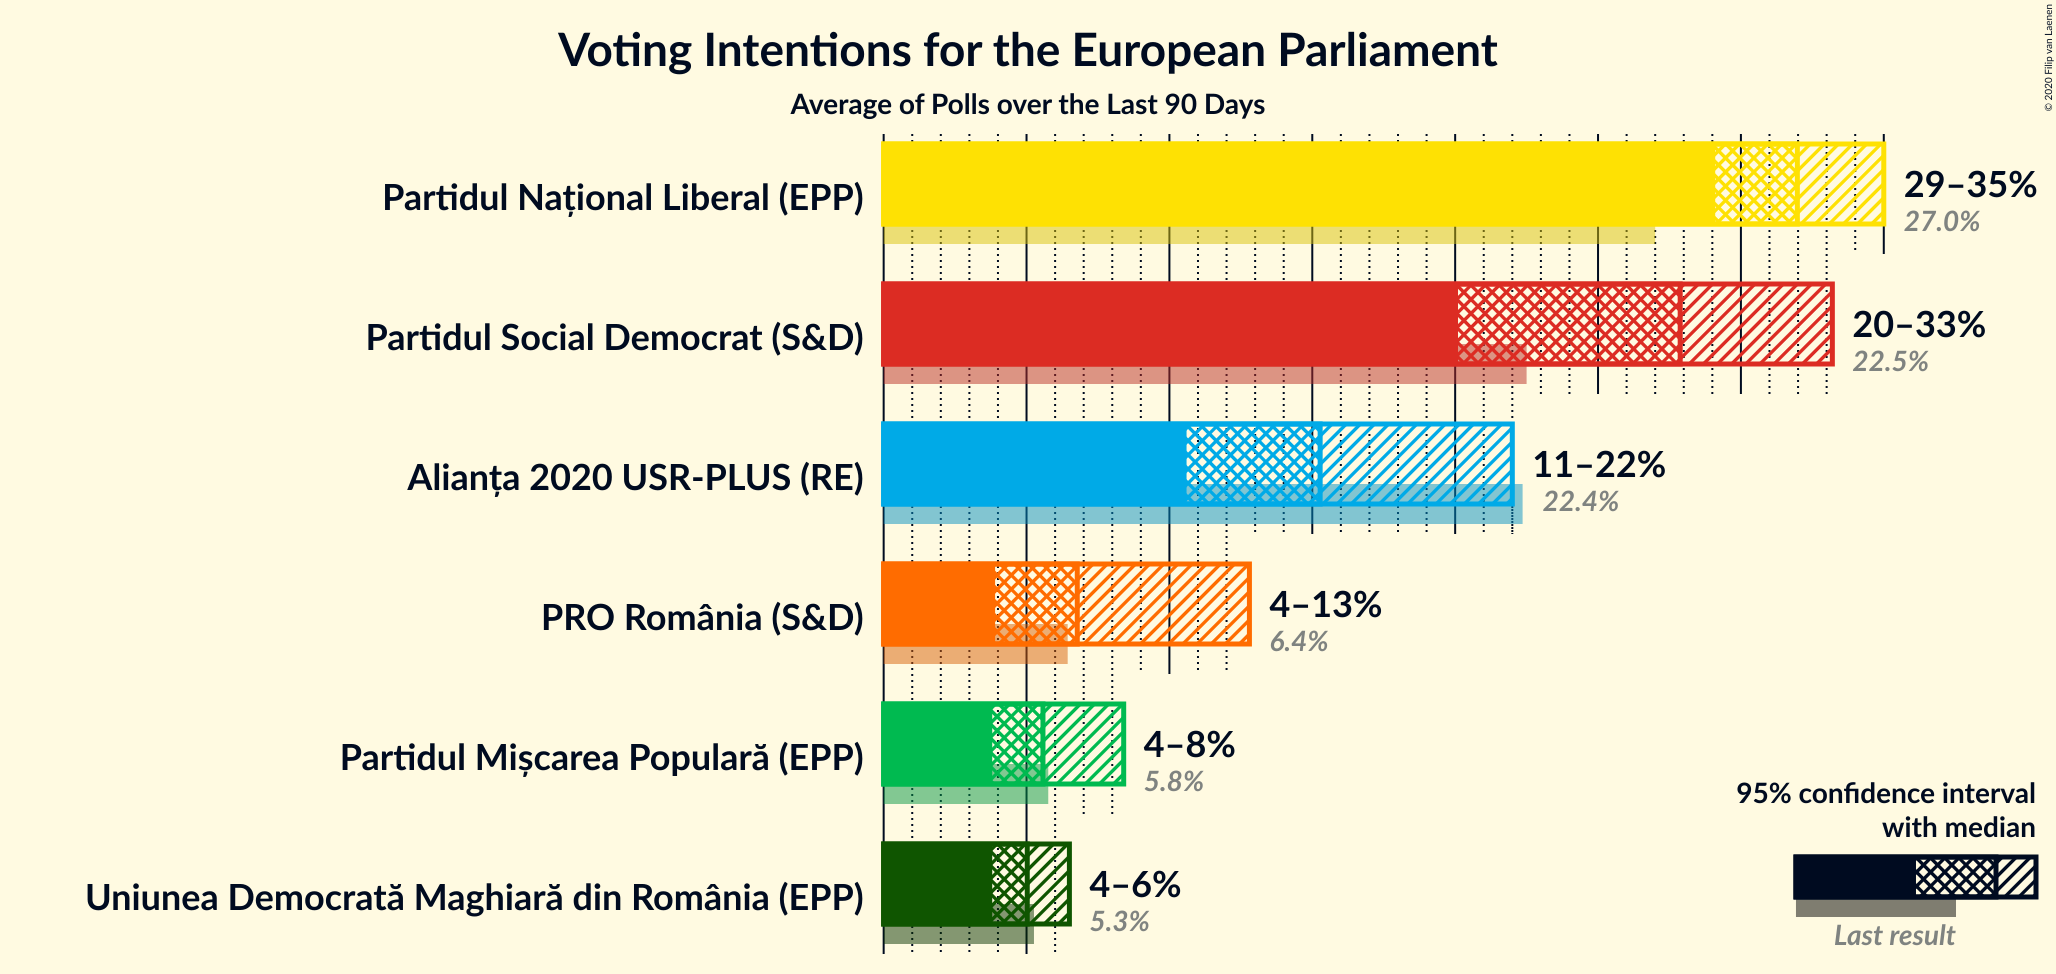 Voting Intentions for the European Parliament
Average of Polls over the Last 90 Days
© 2020 Filip van Laenen
Partidul Național Liberal (EPP)
29–35%
27.0%
Partidul Social Democrat (S&D)
20–33%
22.5%
Alianța 2020 USR-PLUS (RE)
11–22%
22.4%
PRO România (S&D)
4–13%
6.4%
Partidul Mișcarea Populară (EPP)
4–8%
5.8%
Uniunea Democrată Maghiară din România (EPP)
4–6%
5.3%
95% confidence interval
with median
Last result